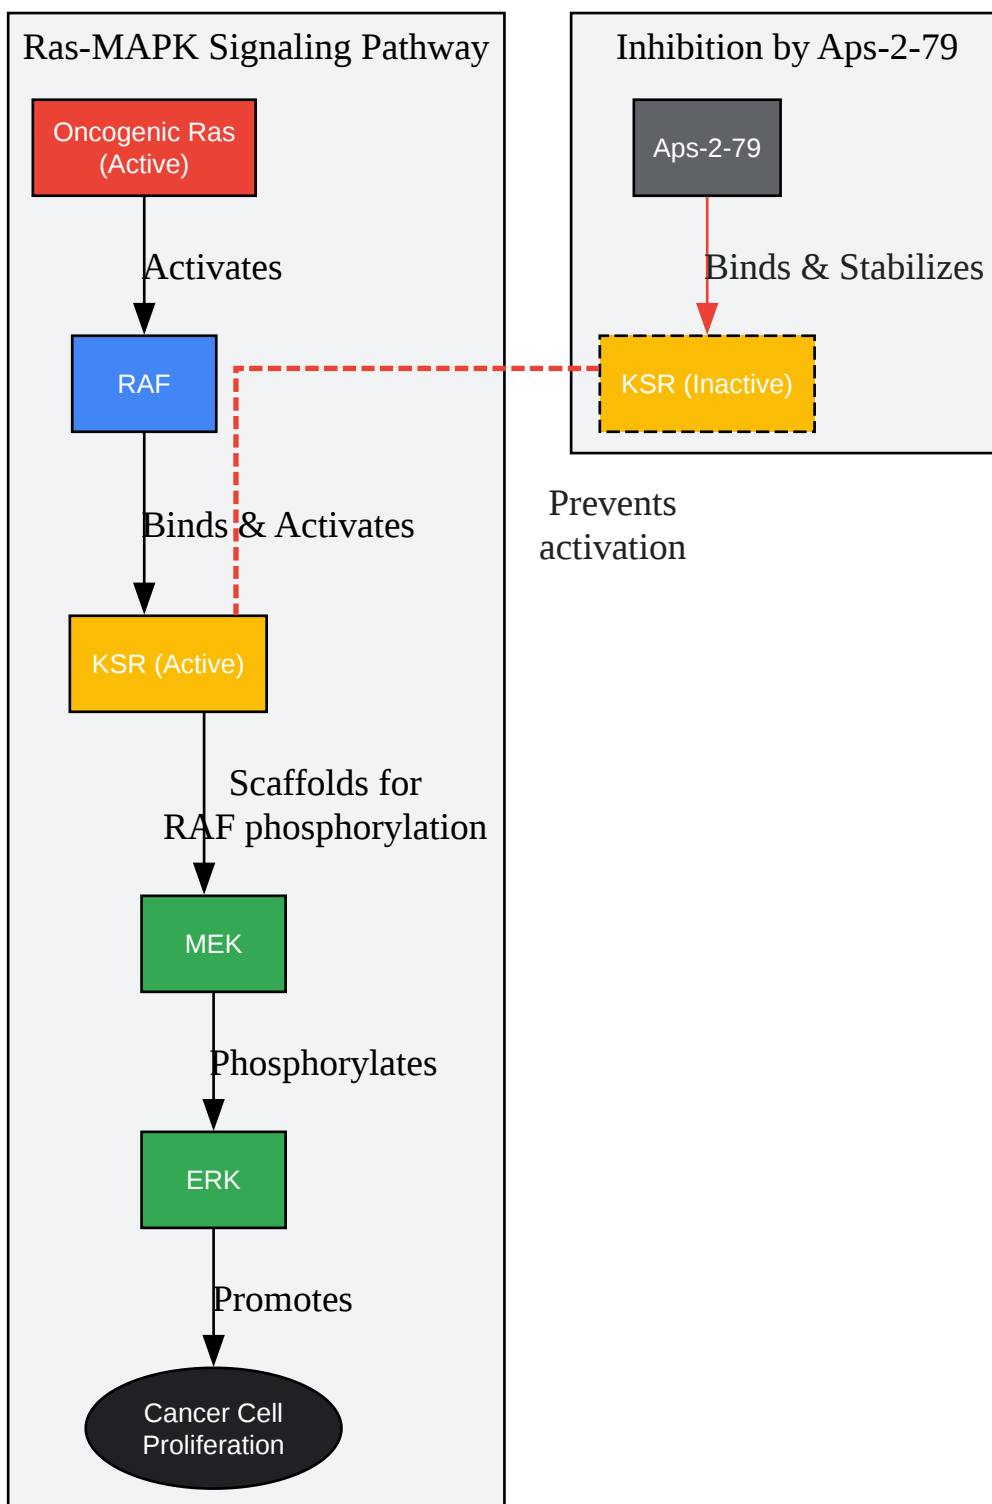 Ras-MAPK Signaling Pathway
Oncogenic Ras
(Active)
Activates
RAF
Binds & Activates
KSR (Active)
Scaffolds for
RAF phosphorylation
MEK
Phosphorylates
ERK
Promotes
Cancer Cell
Proliferation
Inhibition by Aps-2-79
Aps-2-79
Binds & Stabilizes
KSR (Inactive)
Prevents
activation